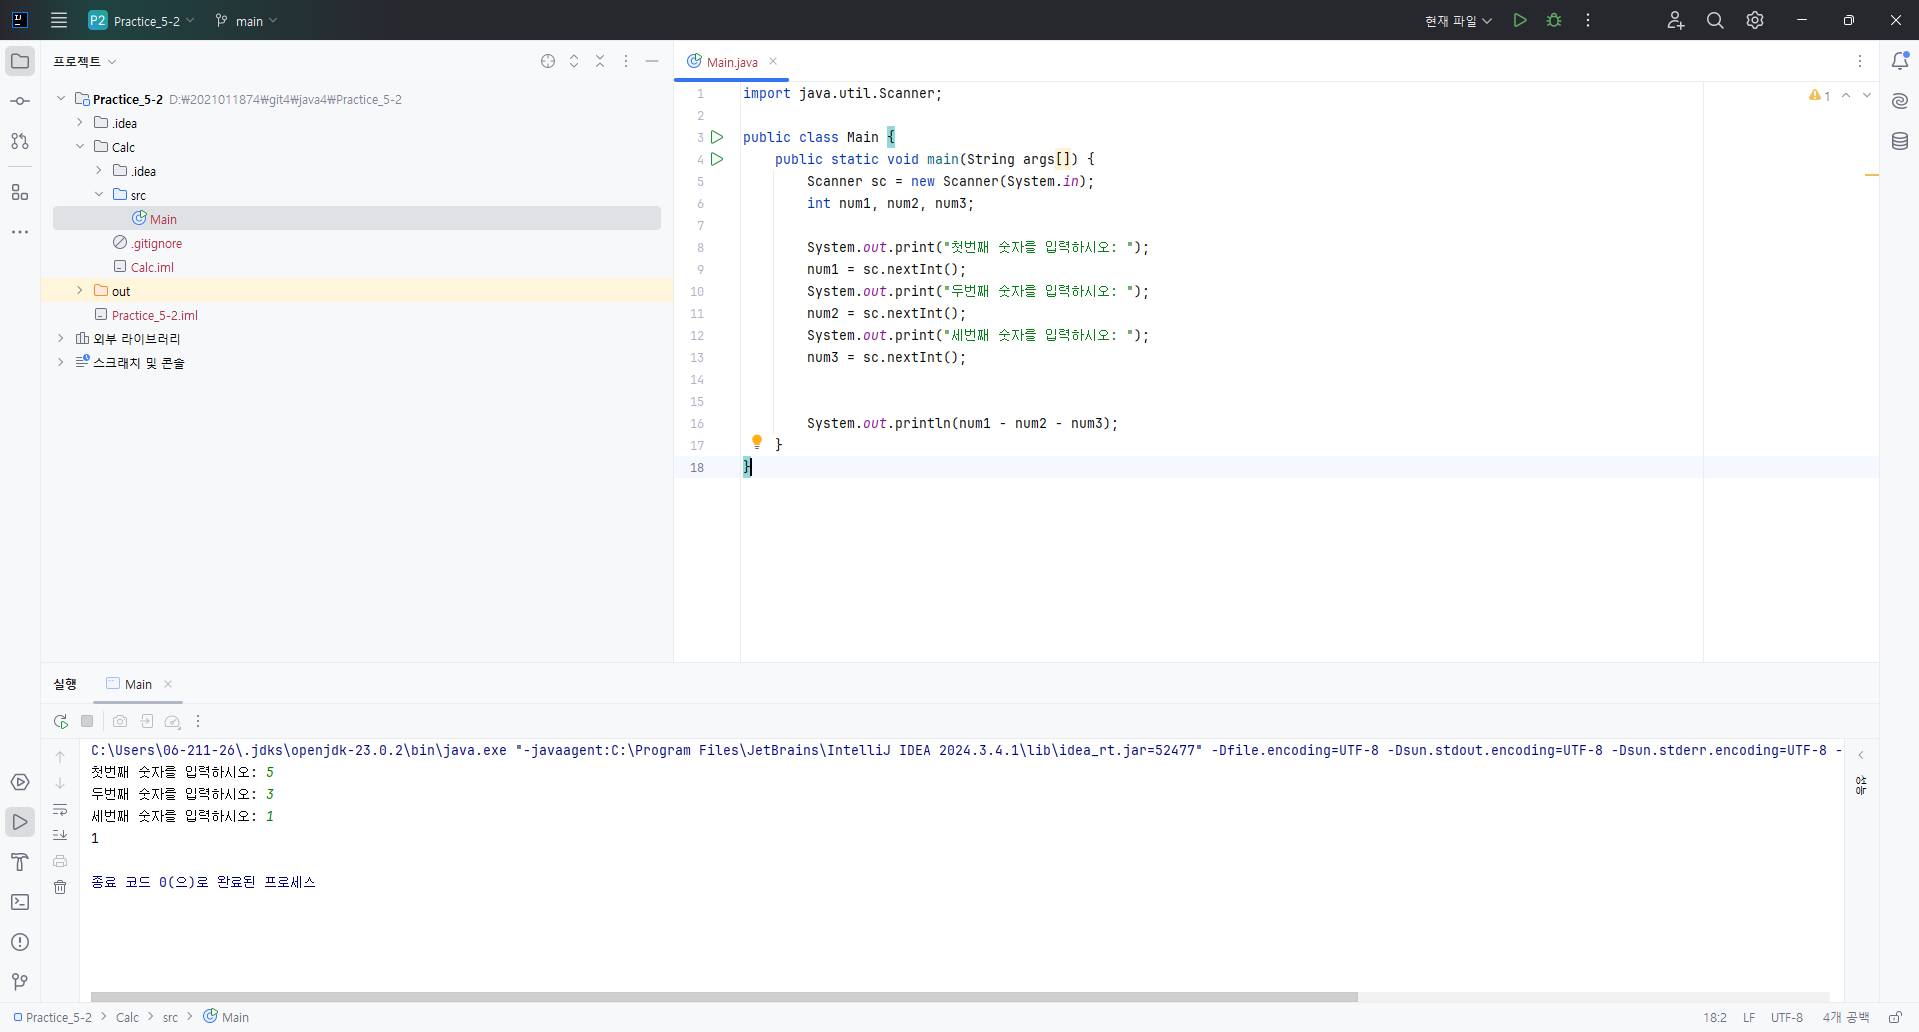 P2 Practice_5-2 main 현재 파일
프로젝트
Main.java
Practice_5-2 D:₩2021011874₩git4₩java4₩Practice_5-2
.idea
Calc
.idea
src
Main
.gitignore
Calc.iml
out
Practice_5-2.iml
외부 라이브러리
스크래치 및 콘솔
1 import java.util.Scanner;
2
3 public class Main {
4 public static void main(String args[]) {
5 Scanner sc = new Scanner(System.in);
6 int num1, num2, num3;
7
8 System.out.print("첫번째 숫자를 입력하시오: ");
9 num1 = sc.nextInt();
10 System.out.print("두번째 숫자를 입력하시오: ");
11 num2 = sc.nextInt();
12 System.out.print("세번째 숫자를 입력하시오: ");
13 num3 = sc.nextInt();
14
15
16 System.out.println(num1 - num2 - num3);
17 }
18 }
1
실행 Main
C:\Users\06-211-26\.jdks\openjdk-23.0.2\bin\java.exe "-javaagent:C:\Program Files\JetBrains\IntelliJ IDEA 2024.3.4.1\lib\idea_rt.jar=52477" -Dfile.encoding=UTF-8 -Dsun.stdout.encoding=UTF-8 -Dsun.stderr.encoding=UTF-8 -
첫번째 숫자를 입력하시오: 5
두번째 숫자를 입력하시오: 3
세번째 숫자를 입력하시오: 1
1
종료 코드 0(으)로 완료된 프로세스
Practice_5-2 > Calc > src > Main
18:2 LF UTF-8 4개 공백